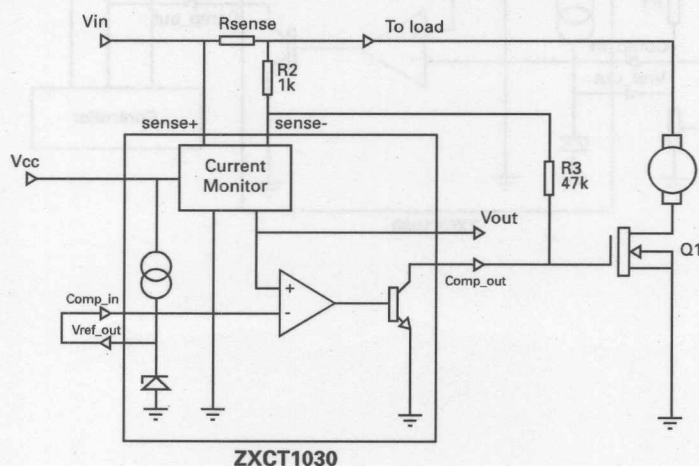 Vin
Rsense
To load
R2
1k
sense+
sense-
Vcc
Current
Monitor
R3
47k
Vout
Q1
Comp_in
Comp_out
Vref_out
+
-
ZXCT1030